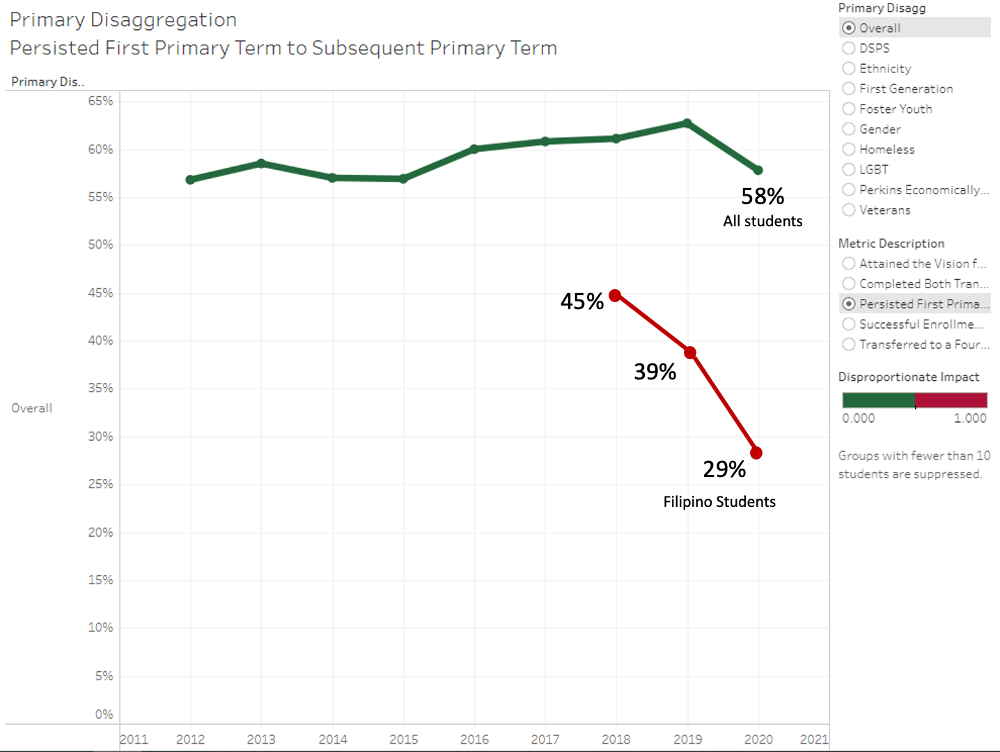 Primary Disaggregation
Persisted First Primary Term to Subsequent Primary Term
Primary Dis..
65%
60%
55%
50%
45%
40%
35%
30%
25%
20%
15%
10%
5%
0%
Overall
58%
All students
45%
39%
29%
Filipino Students
2011 2012 2013 2014 2015 2016 2017 2018 2019 2020 2021
Primary Disagg
Overall
DSPS
Ethnicity
First Generation
Foster Youth
Gender
Homeless
LGBT
Perkins Economically...
Veterans
Metric Description
Attained the Vision f...
Completed Both Tran...
Persisted First Prima...
Successful Enrollme...
Transferred to a Four...
Disproportionate Impact
0.000 1.000
Groups with fewer than 10
students are suppressed.